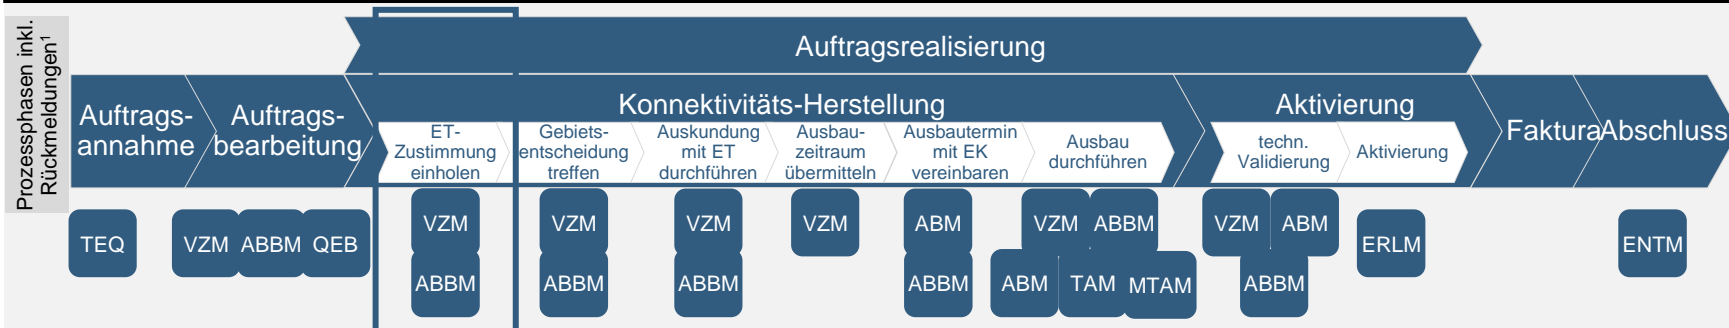 Prozessphasen inkl.
Rückmeldungen¹
Auftragsrealisierung
Auftrags-
annahme
Auftrags-
bearbeitung
Konnektivitäts-Herstellung
ET-
Zustimmung
einholen
Gebiets-
entscheidung
treffen
Auskundung
mit ET
durchführen
Ausbau-
zeitraum
übermitteln
Ausbautermin
mit EK
vereinbaren
Ausbau
durchführen
Aktivierung
techn.
Validierung
Aktivierung
Faktura
Abschluss
TEQ
VZM ABBM QEB
VZM
ABBM
VZM
ABBM
VZM
ABBM
VZM
ABM
ABBM
VZM ABBM
ABM TAM MTAM
VZM ABM
ABBM
ERLM
ENTM